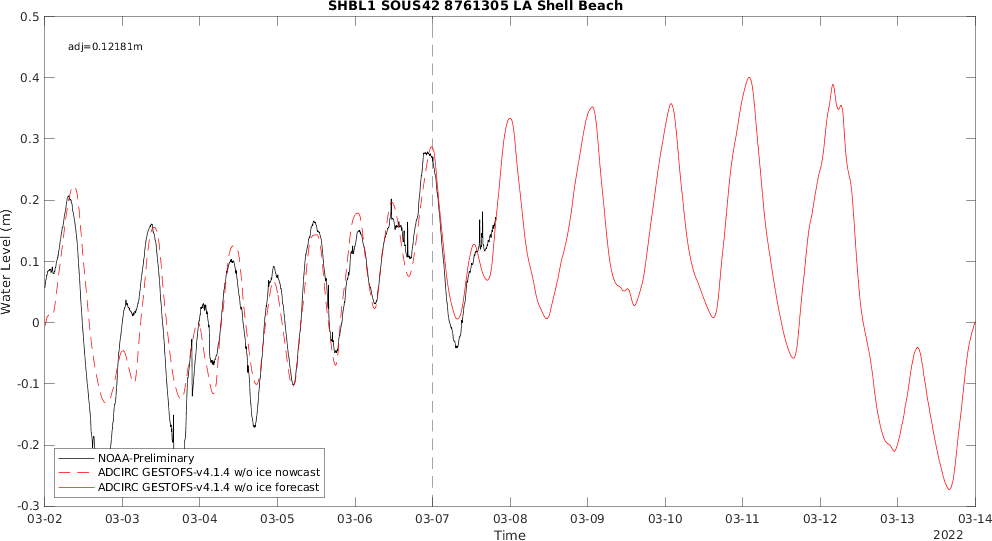 SHBL1 SOUS42 8761305 LA Shell Beach
adj=0.12181m
Water Level (m)
0.5
0.4
0.3
0.2
0.1
0
-0.1
-0.2
-0.3
NOAA-Preliminary
ADCIRC GESTOFS-v4.1.4 w/o ice nowcast
ADCIRC GESTOFS-v4.1.4 w/o ice forecast
03-02 03-03 03-04 03-05 03-06 03-07 03-08 03-09 03-10 03-11 03-12 03-13 03-14
Time
2022